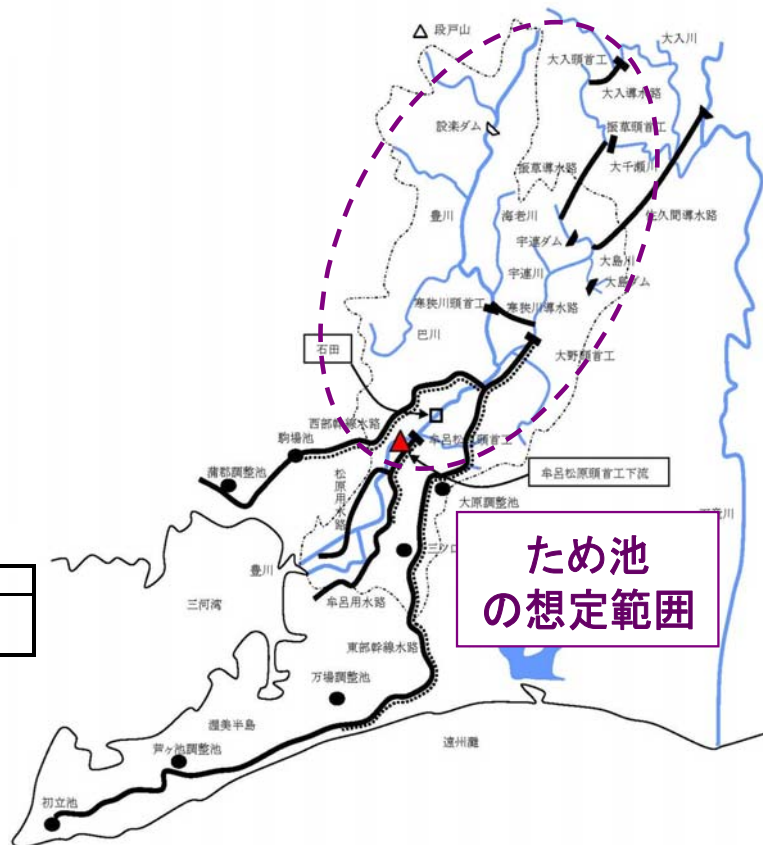 段戸山
大入川
大入頭首工
大入導水路
設楽ダム
振草頭首工
振草導水路
大千瀬川
豊川
海老川
佐久間導水路
宇連ダム
大島川
宇連川
大島ダム
寒狭川頭首工
寒狭川導水路
巴川
石田
大野頭首工
西部幹線水路
駒場池
牟呂松原頭首工
蒲郡調整池
松原用水路
牟呂松原頭首工下流
大原調整池
ため池
の想定範囲
川
三ツ口
豊川
三河湾
牟呂用水路
東部幹線水路
万場調整池
渥美半島
遠州灘
芦ヶ池調整池
初立池